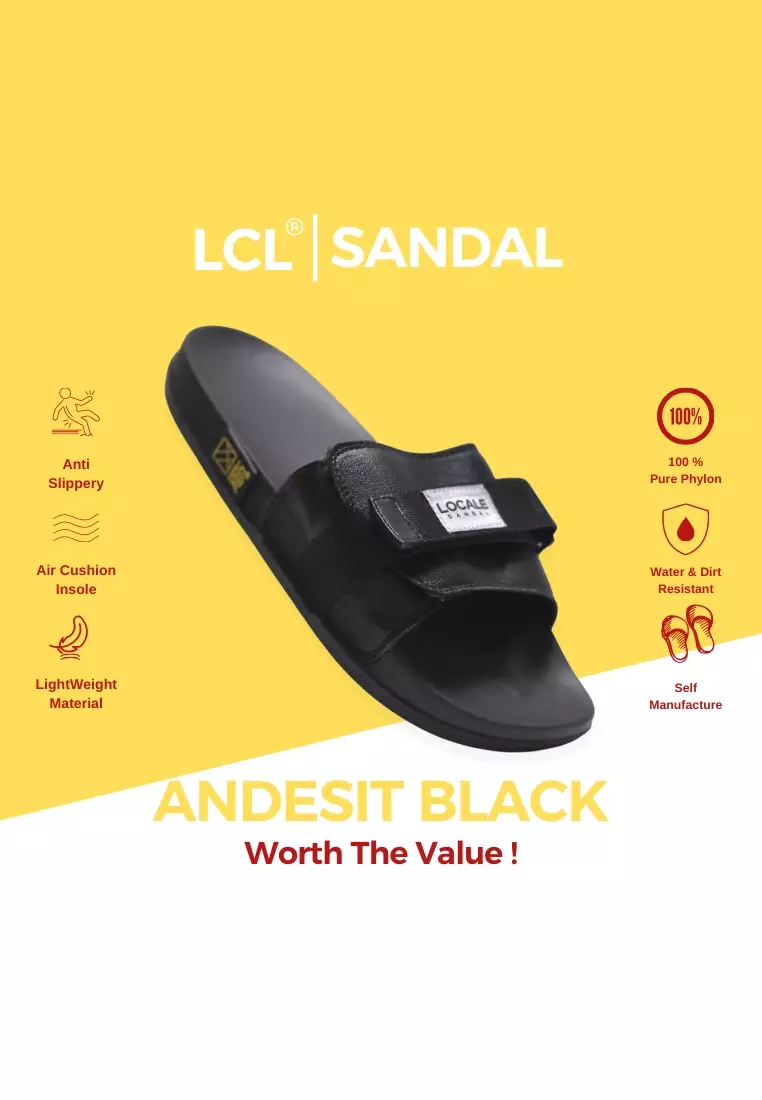 LCL® | SANDAL
LOCALE
SANDAL
Anti
Slippery
Air Cushion
Insole
LightWeight
Material
100%
100 %
Pure Phylon
Water & Dirt
Resistant
Self
Manufacture
ANDESIT BLACK
Worth The Value !